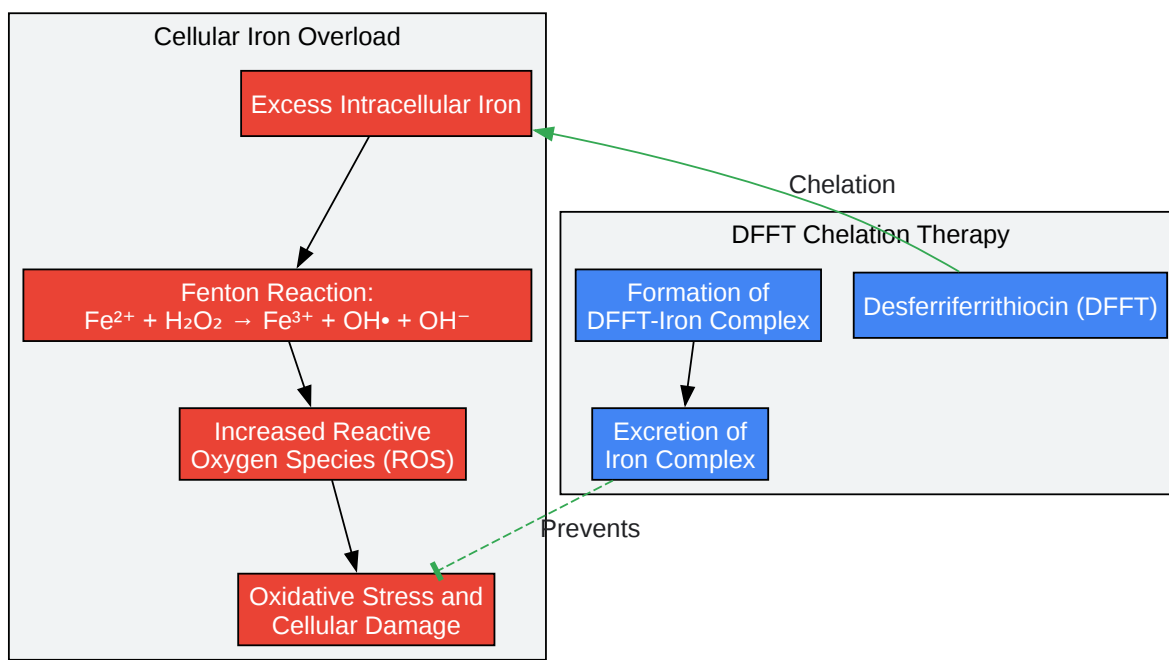 Cellular Iron Overload
Excess Intracellular Iron
Chelation
DFFT Chelation Therapy
Fenton Reaction:
Fe²⁺ + H₂O₂ → Fe³⁺ + OH• + OH⁻
Formation of
DFFT-Iron Complex
Desferriferrithiocin (DFFT)
Increased Reactive
Oxygen Species (ROS)
Excretion of
Iron Complex
Prevents
Oxidative Stress and
Cellular Damage